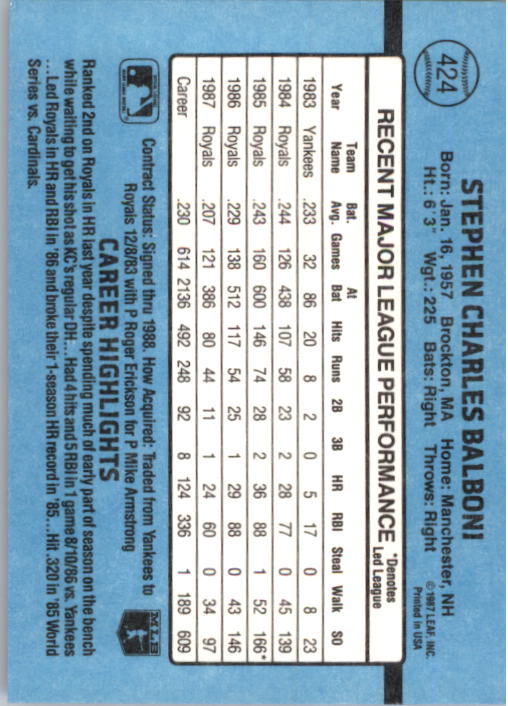 424
STEPHEN CHARLES BALBONI
Born: Jan. 16, 1957 Brockton, MA Home: Manchester, NH
Ht.: 6' 3" Wgt.: 225 Bats: Right Throws: Right
©1987 LEAF, INC.
Printed in USA
RECENT MAJOR LEAGUE PERFORMANCE *Denotes Led League
Year Team Name Bat. Avg. Games At Bat Hits Runs 2B 3B HR RBI Steal Walk SO
1983 Yankees .233 32 86 20 8 2 0 5 17 0 8 23
1984 Royals .244 126 438 107 58 23 2 28 77 0 45 139
1985 Royals .243 160 600 146 74 28 2 36 88 1 52 166*
1986 Royals .229 138 512 117 54 25 1 29 88 0 43 146
1987 Royals .207 121 386 80 44 11 1 24 60 0 34 97
Career .230 614 2136 492 248 92 8 124 336 1 189 609
Contract Status: Signed thru 1988. How Acquired: Traded from Yankees to
Royals 12/8/83 with P Roger Erickson for P Mike Armstrong
MLB
CAREER HIGHLIGHTS
Ranked 2nd on Royals in HR last year despite spending much of early part of season on the bench
while waiting to get his shot as KC's regular DH... Had 4 hits and 5 RBI in 1 game 8/10/86 vs. Yankees
...Led Royals in HR and RBI in '86 and broke their 1-season HR record in '85...Hit .320 in '85 World
Series vs. Cardinals.